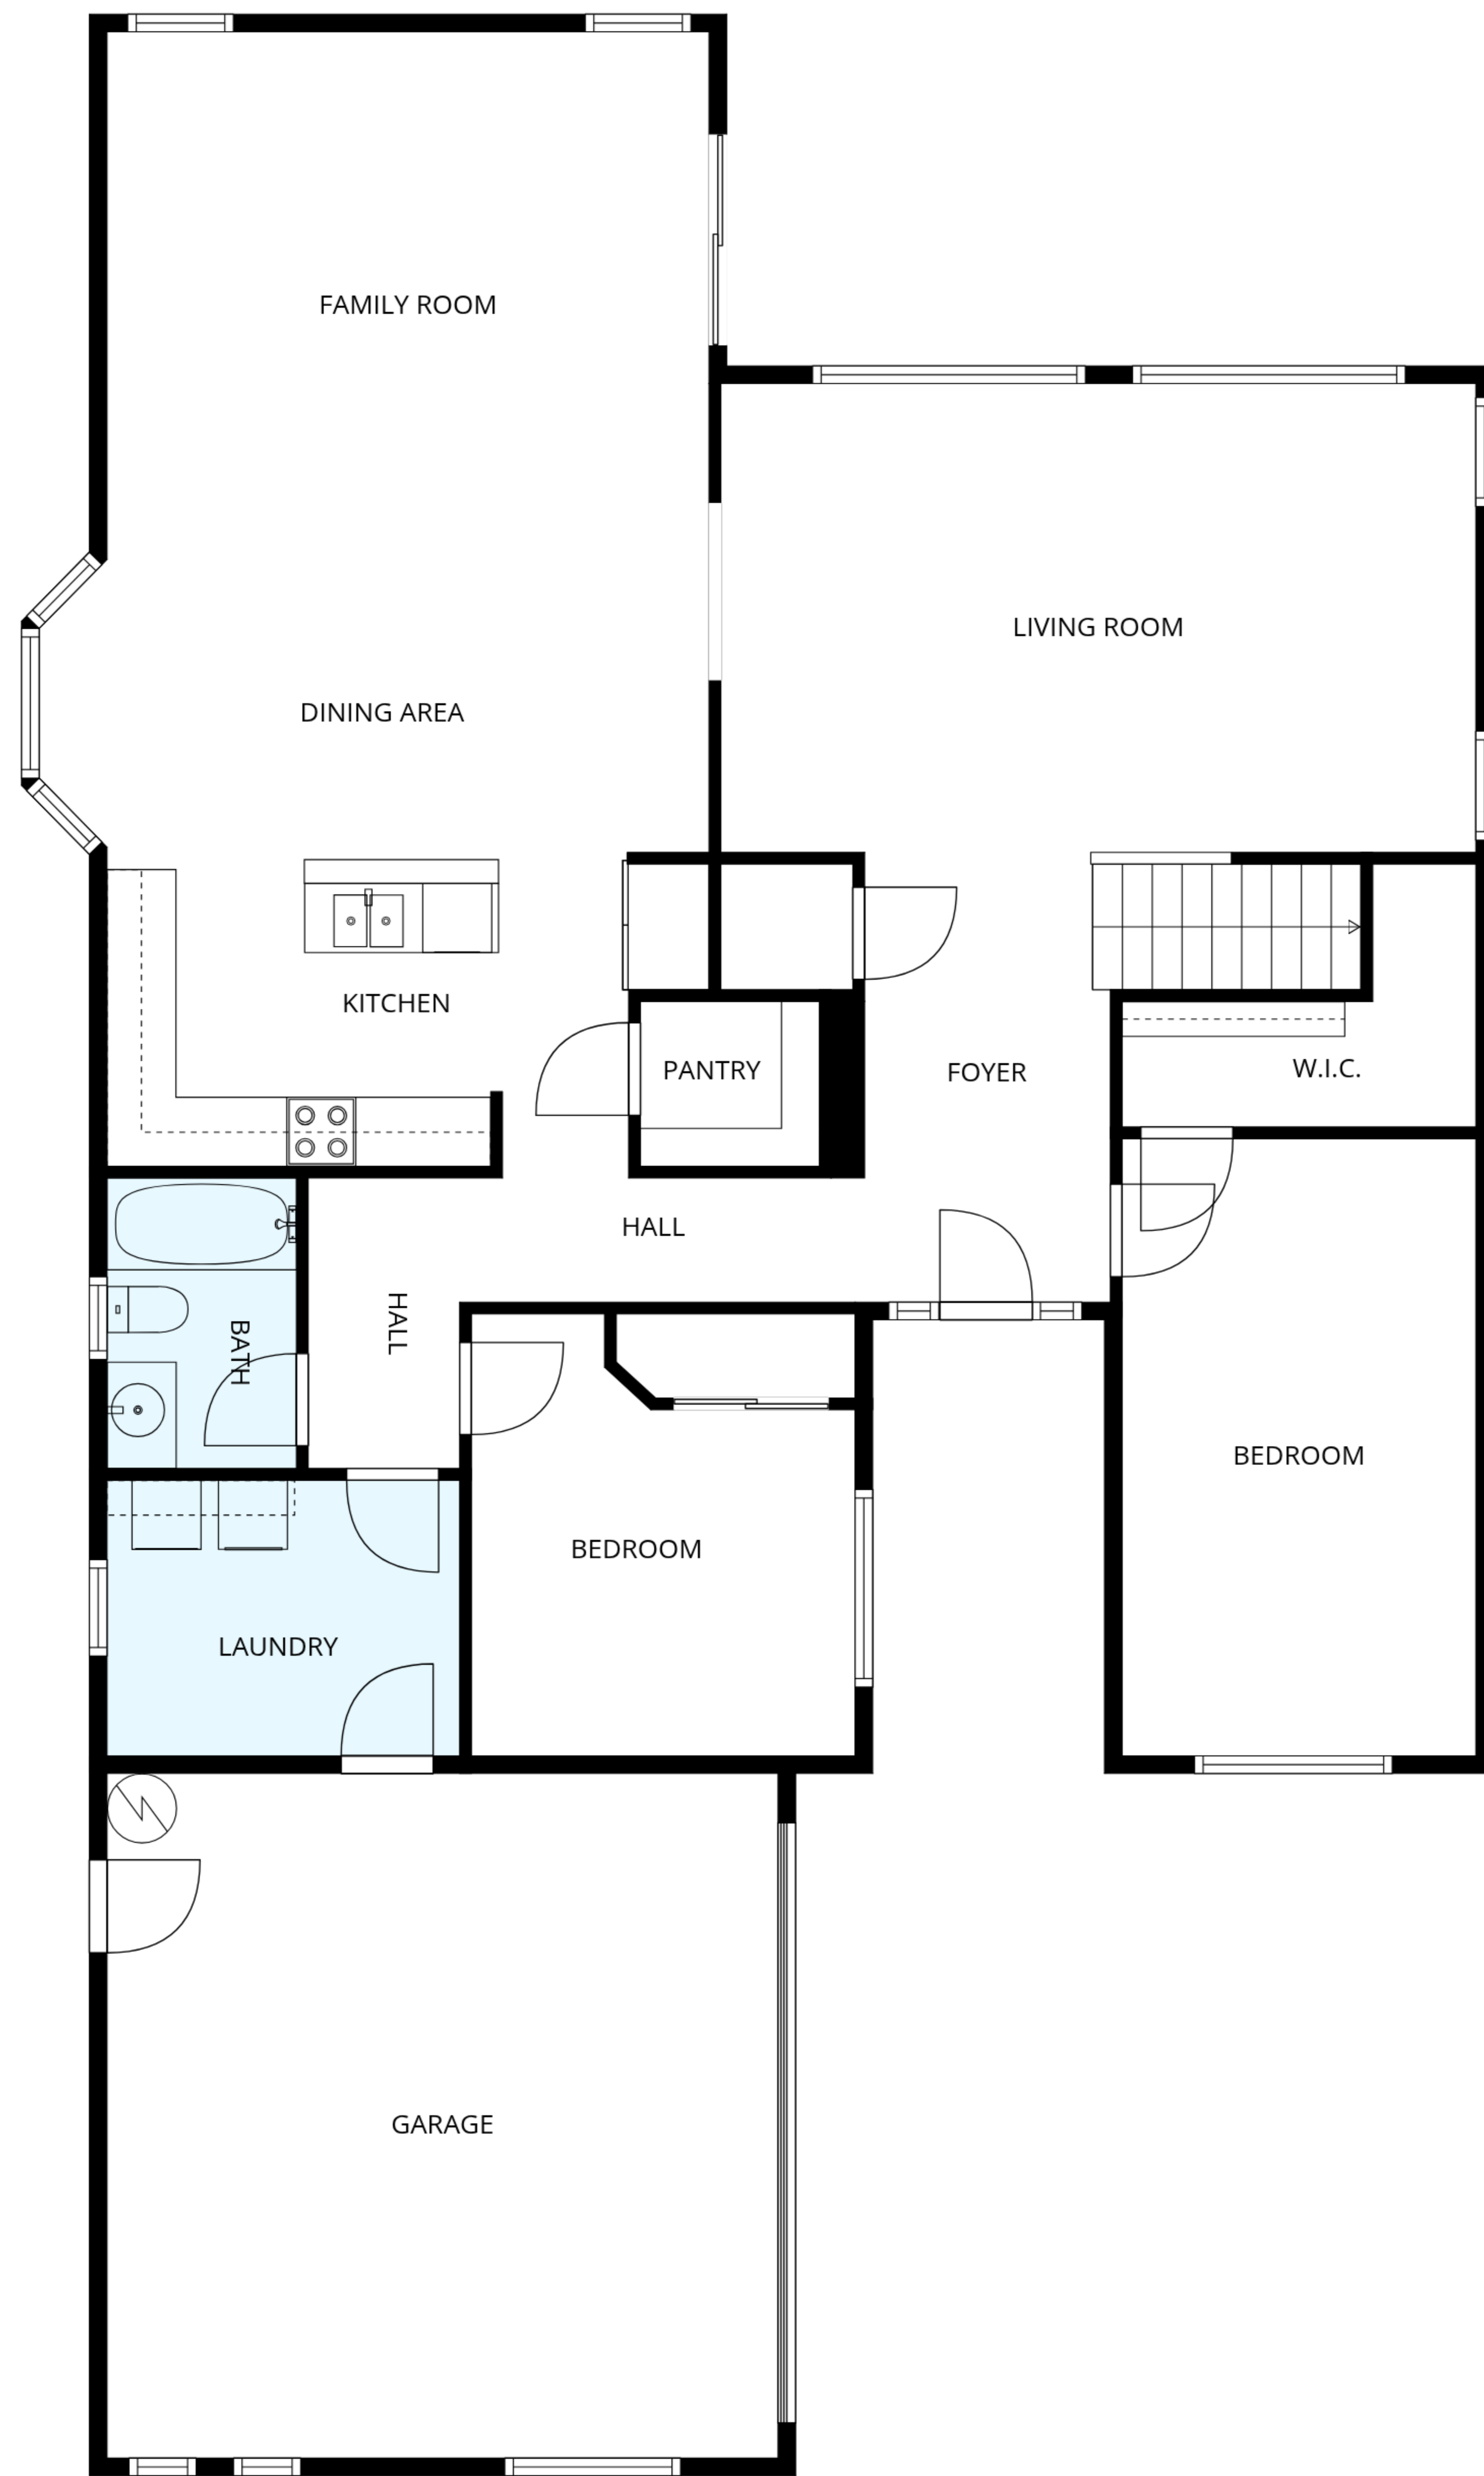 FAMILY ROOM
LIVING ROOM
DINING AREA
KITCHEN
PANTRY
FOYER
W.I.C.
HALL
HALL
BATH
BEDROOM
BEDROOM
LAUNDRY
GARAGE